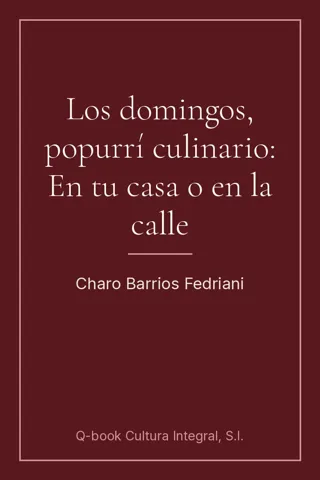 Los domingos,
popurrí culinario:
En tu casa o en la
calle
Charo Barrios Fedriani
Q-book Cultura Integral, S.l.